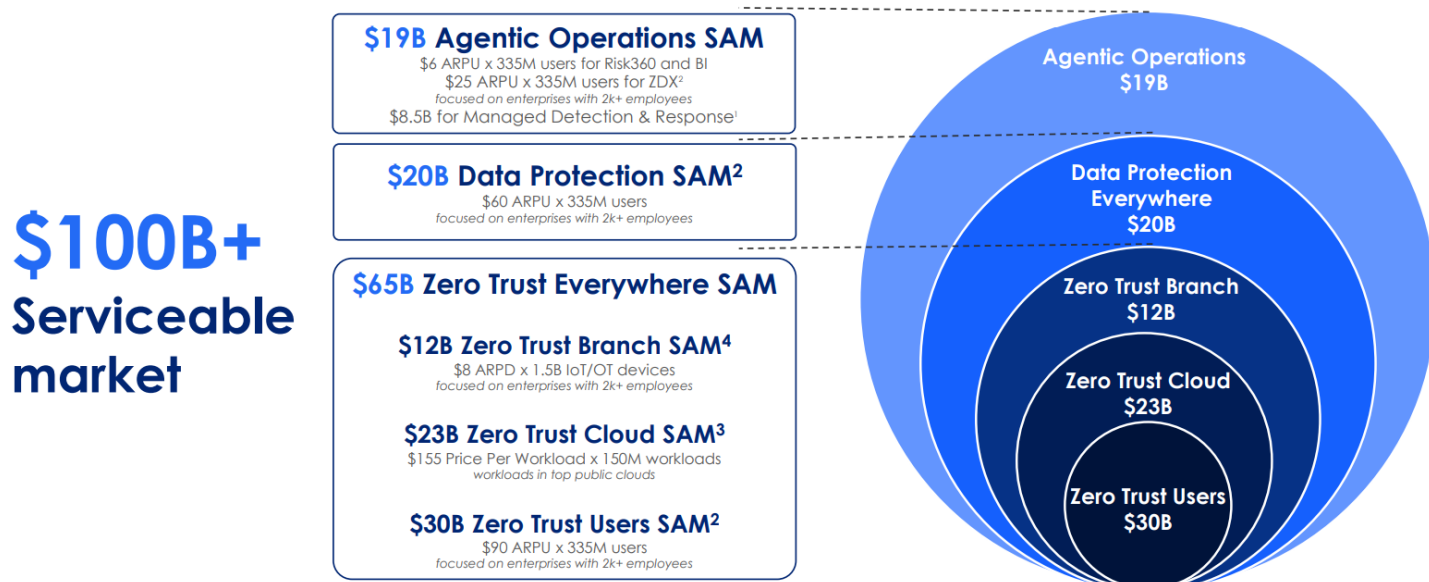 $100B+
Serviceable
market
$19B Agentic Operations SAM
$6 ARPU x 335M users for Risk360 and BI
$25 ARPU x 335M users for ZDX²
focused on enterprises with 2k+ employees
$8.5B for Managed Detection & Response¹
$20B Data Protection SAM²
$60 ARPU x 335M users
focused on enterprises with 2k+ employees
$65B Zero Trust Everywhere SAM
$12B Zero Trust Branch SAM⁴
$8 ARPD x 1.5B IoT/OT devices
focused on enterprises with 2k+ employees
$23B Zero Trust Cloud SAM³
$155 Price Per Workload x 150M workloads
workloads in top public clouds
$30B Zero Trust Users SAM²
$90 ARPU x 335M users
focused on enterprises with 2k+ employees
Agentic Operations
$19B
Data Protection
Everywhere
$20B
Zero Trust Branch
$12B
Zero Trust Cloud
$23B
Zero Trust Users
$30B